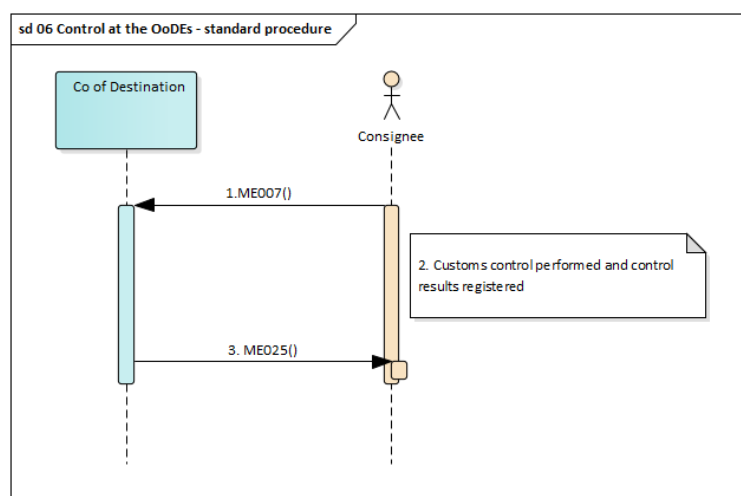 sd 06 Control at the OoDEs - standard procedure
Co of Destination
Consignee
1.ME007()
2. Customs control performed and control
results registered
3. ME025()